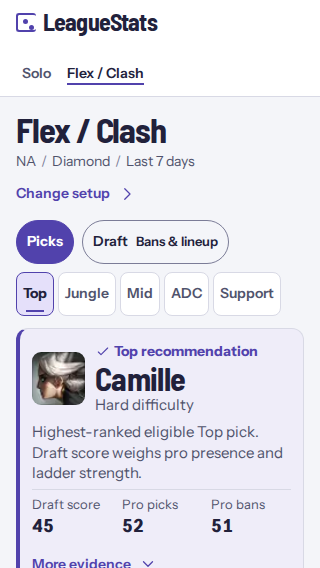 LeagueStats
Solo Flex / Clash
Flex / Clash
NA / Diamond / Last 7 days
Change setup
Picks Draft Bans & lineup
Top Jungle Mid ADC Support
Top recommendation
Camille
Hard difficulty
Highest-ranked eligible Top pick.
Draft score weighs pro presence and
ladder strength.
Draft score Pro picks Pro bans
45 52 51
More evidence